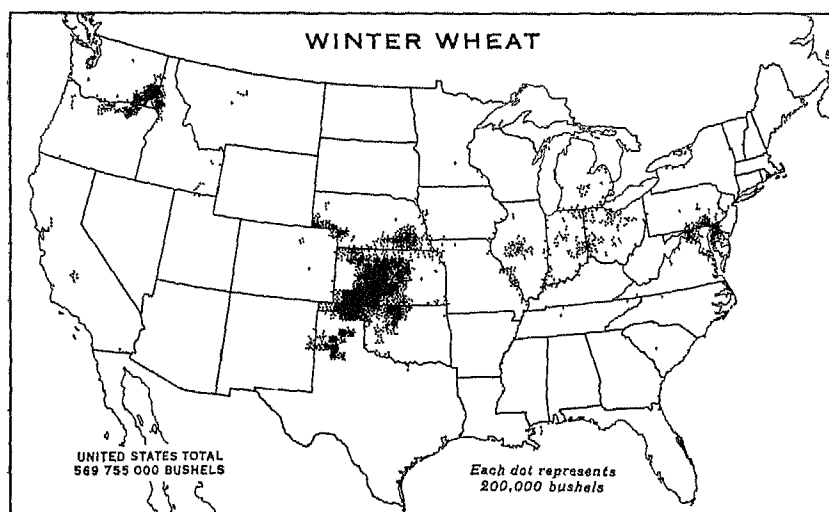 WINTER WHEAT
UNITED STATES TOTAL
569 755 000 BUSHELS
Each dot represents
200,000 bushels